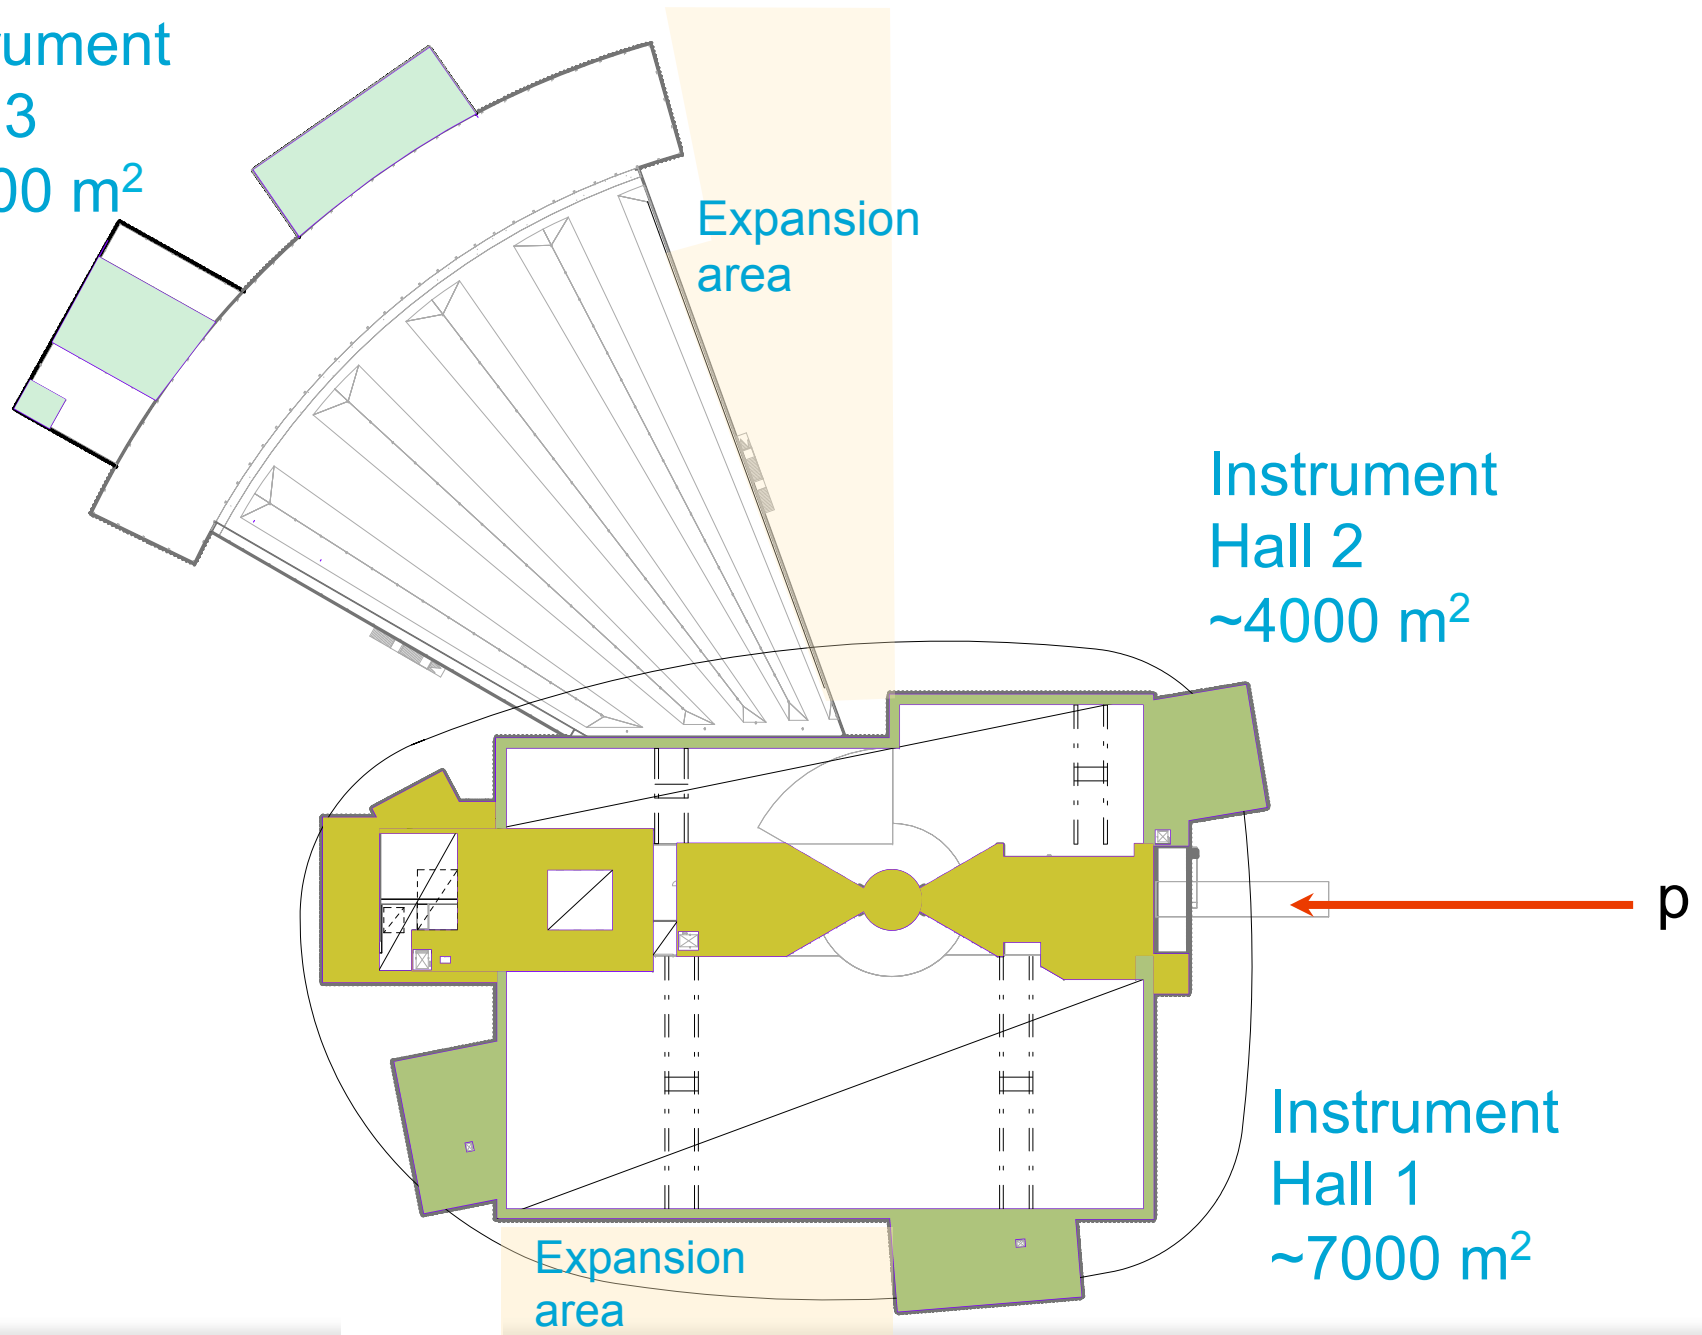 ument
3
00 m²
Expansion
area
Instrument
Hall 2
~4000 m²
p
Instrument
Hall 1
~7000 m²
Expansion
area